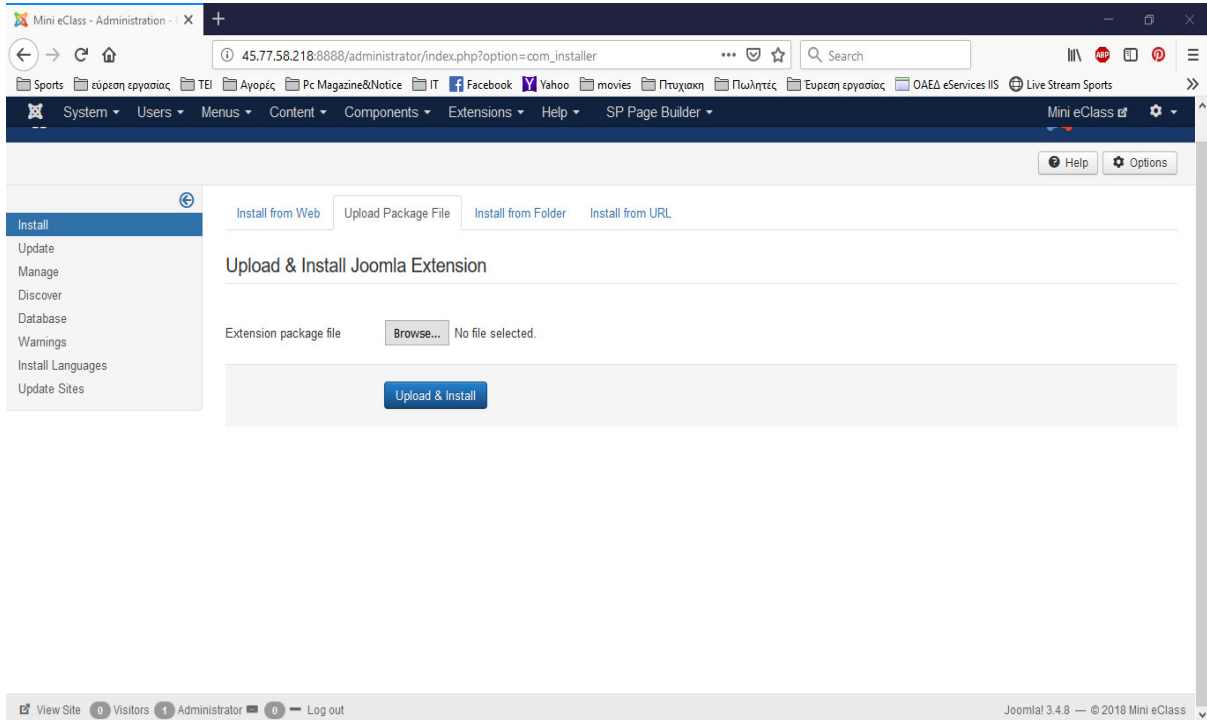 Mini eClass - Administration -
45.77.58.218:8888/administrator/index.php?option=com_installer
Search
ABP
Sports εύρεση εργασίας TEI Αγορές Pc Magazine&Notice IT Facebook Yahoo movies Πτυχιακη Πωλητές Έυρεση εργασίας ΟΑΕΔ eServices IIS Live Stream Sports
System Users Menus Content Components Extensions Help SP Page Builder Mini eClass
Help Options
Install from Web Upload Package File Install from Folder Install from URL
Install
Update
Manage
Discover
Database
Warnings
Install Languages
Update Sites
Upload & Install Joomla Extension
Extension package file Browse... No file selected.
Upload & Install
View Site 0 Visitors 1 Administrator 0 Log out
Joomla! 3.4.8 — © 2018 Mini eClass